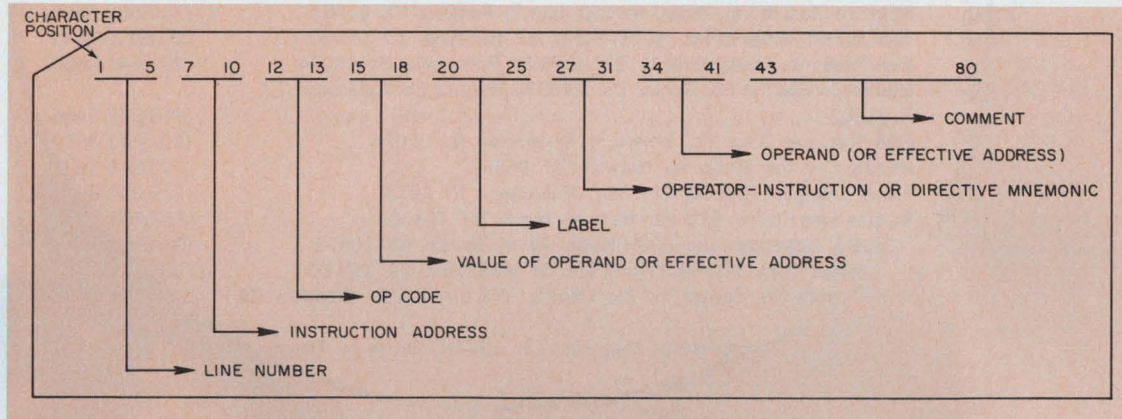 CHARACTER
POSITION
1 5 7 10 12 13 15 18 20 25 27 31 34 41 43 80
COMMENT
OPERAND (OR EFFECTIVE ADDRESS)
OPERATOR-INSTRUCTION OR DIRECTIVE MNEMONIC
LABEL
VALUE OF OPERAND OR EFFECTIVE ADDRESS
OP CODE
INSTRUCTION ADDRESS
LINE NUMBER